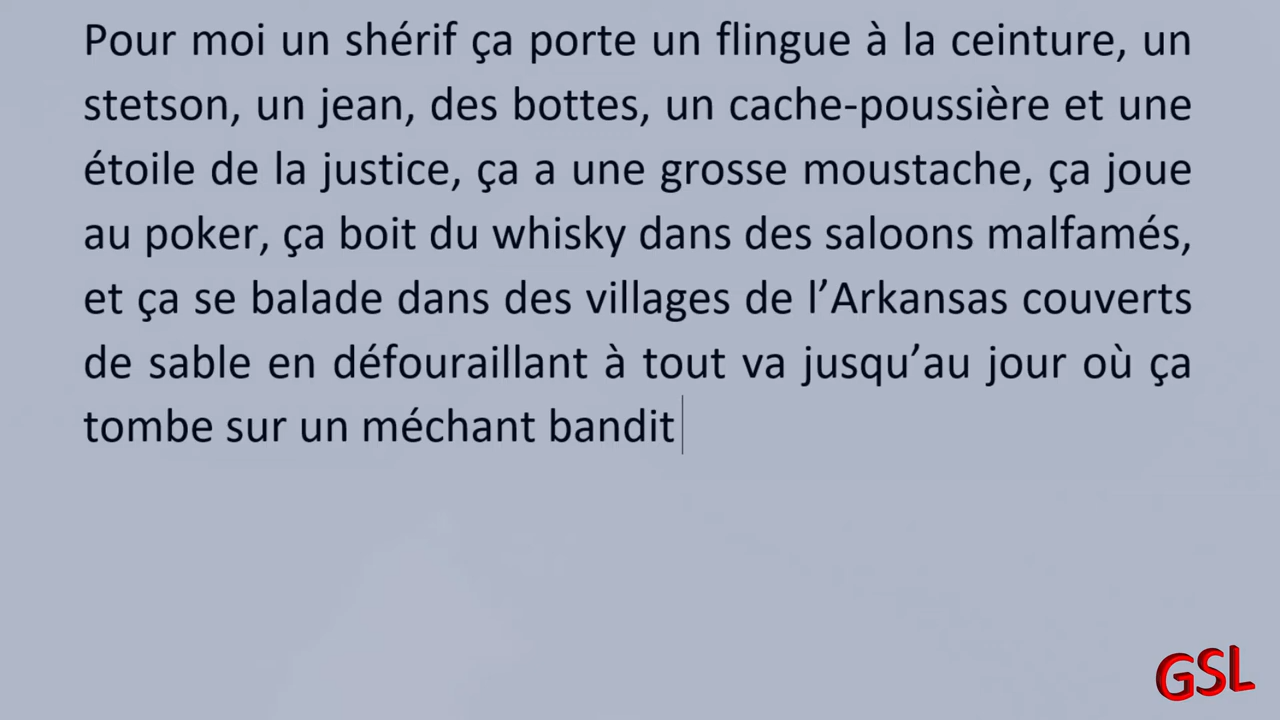 Pour moi un shérif ça porte un flingue à la ceinture, un
stetson, un jean, des bottes, un cache-poussière et une
étoile de la justice, ça a une grosse moustache, ça joue
au poker, ça boit du whisky dans des saloons malfamés,
et ça se balade dans des villages de l’Arkansas couverts
de sable en défouraillant à tout va jusqu’au jour où ça
tombe sur un méchant bandit
GSL